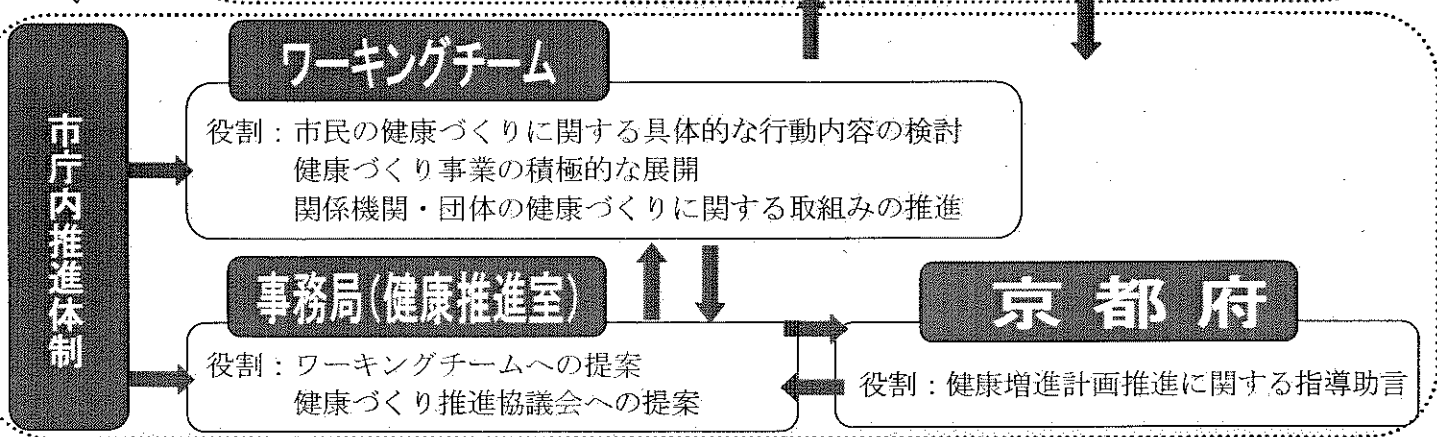 市庁内推進体制
ワーキングチーム
役割：市民の健康づくりに関する具体的な行動内容の検討
健康づくり事業の積極的な展開
関係機関・団体の健康づくりに関する取組みの推進
事務局(健康推進室)
役割：ワーキングチームへの提案
健康づくり推進協議会への提案
京都府
役割：健康増進計画推進に関する指導助言